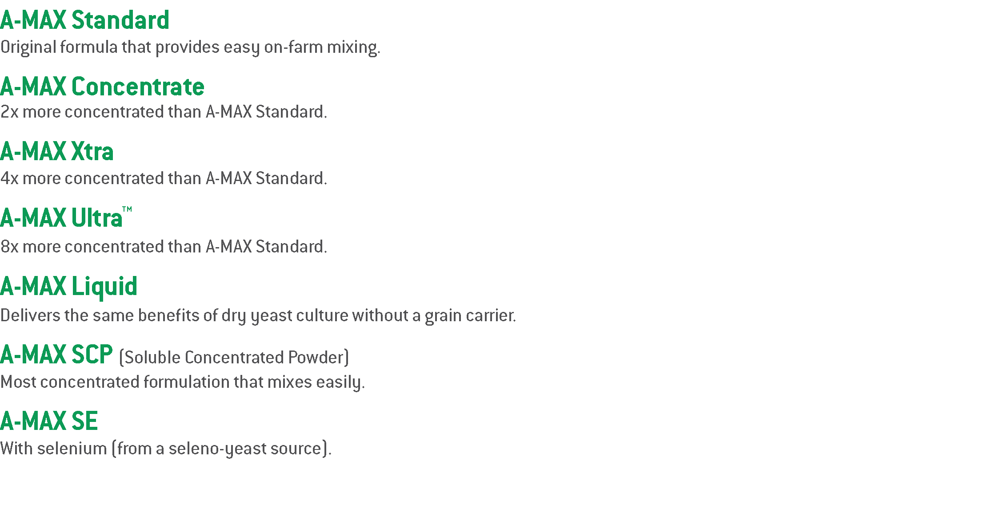 A-MAX Standard
Original formula that provides easy on-farm mixing.
A-MAX Concentrate
2x more concentrated than A-MAX Standard.
A-MAX Xtra
4x more concentrated than A-MAX Standard.
A-MAX Ultra™
8x more concentrated than A-MAX Standard.
A-MAX Liquid
Delivers the same benefits of dry yeast culture without a grain carrier.
A-MAX SCP (Soluble Concentrated Powder)
Most concentrated formulation that mixes easily.
A-MAX SE
With selenium (from a seleno-yeast source).